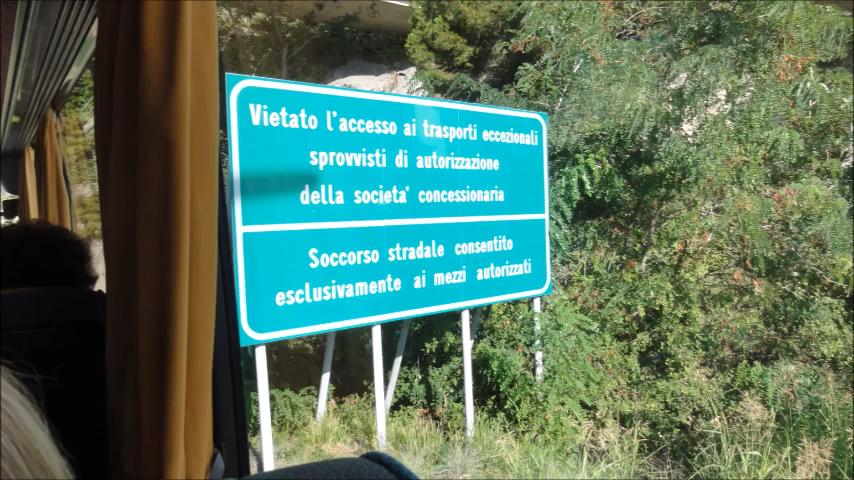 Vietato l'accesso ai trasporti eccezionali
sprovvisti di autorizzazione
della societa' concessionaria
Soccorso stradale consentito
esclusivamente ai mezzi autorizzati